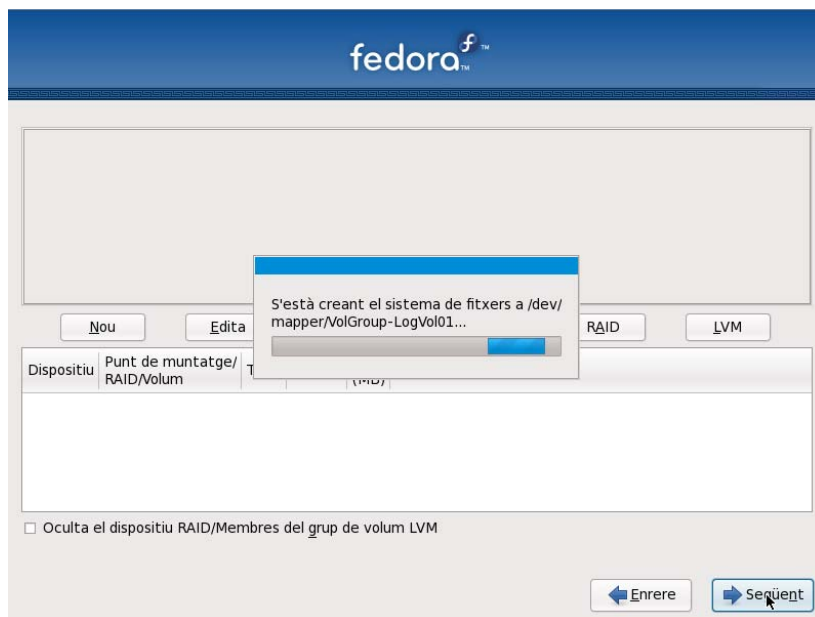 fedora™
Nou
Edita
RAID
LVM
S'està creant el sistema de fitxers a /dev/
mapper/VolGroup-LogVol01...
Dispositiu
Punt de muntatge/
RAID/Volum
(MB)
Oculta el dispositiu RAID/Membres del grup de volum LVM
Enrere
Següent